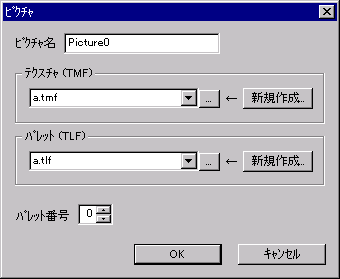 ﾋﾟｸﾁｬ
ﾋﾟｸﾁｬ名 Picture0
ﾃｸｽﾁｬ (TMF)
a.tmf ... ← 新規作成...
ﾊﾟﾚｯﾄ (TLF)
a.tlf ... ← 新規作成...
ﾊﾟﾚｯﾄ番号 0
OK ｷｬﾝｾﾙ